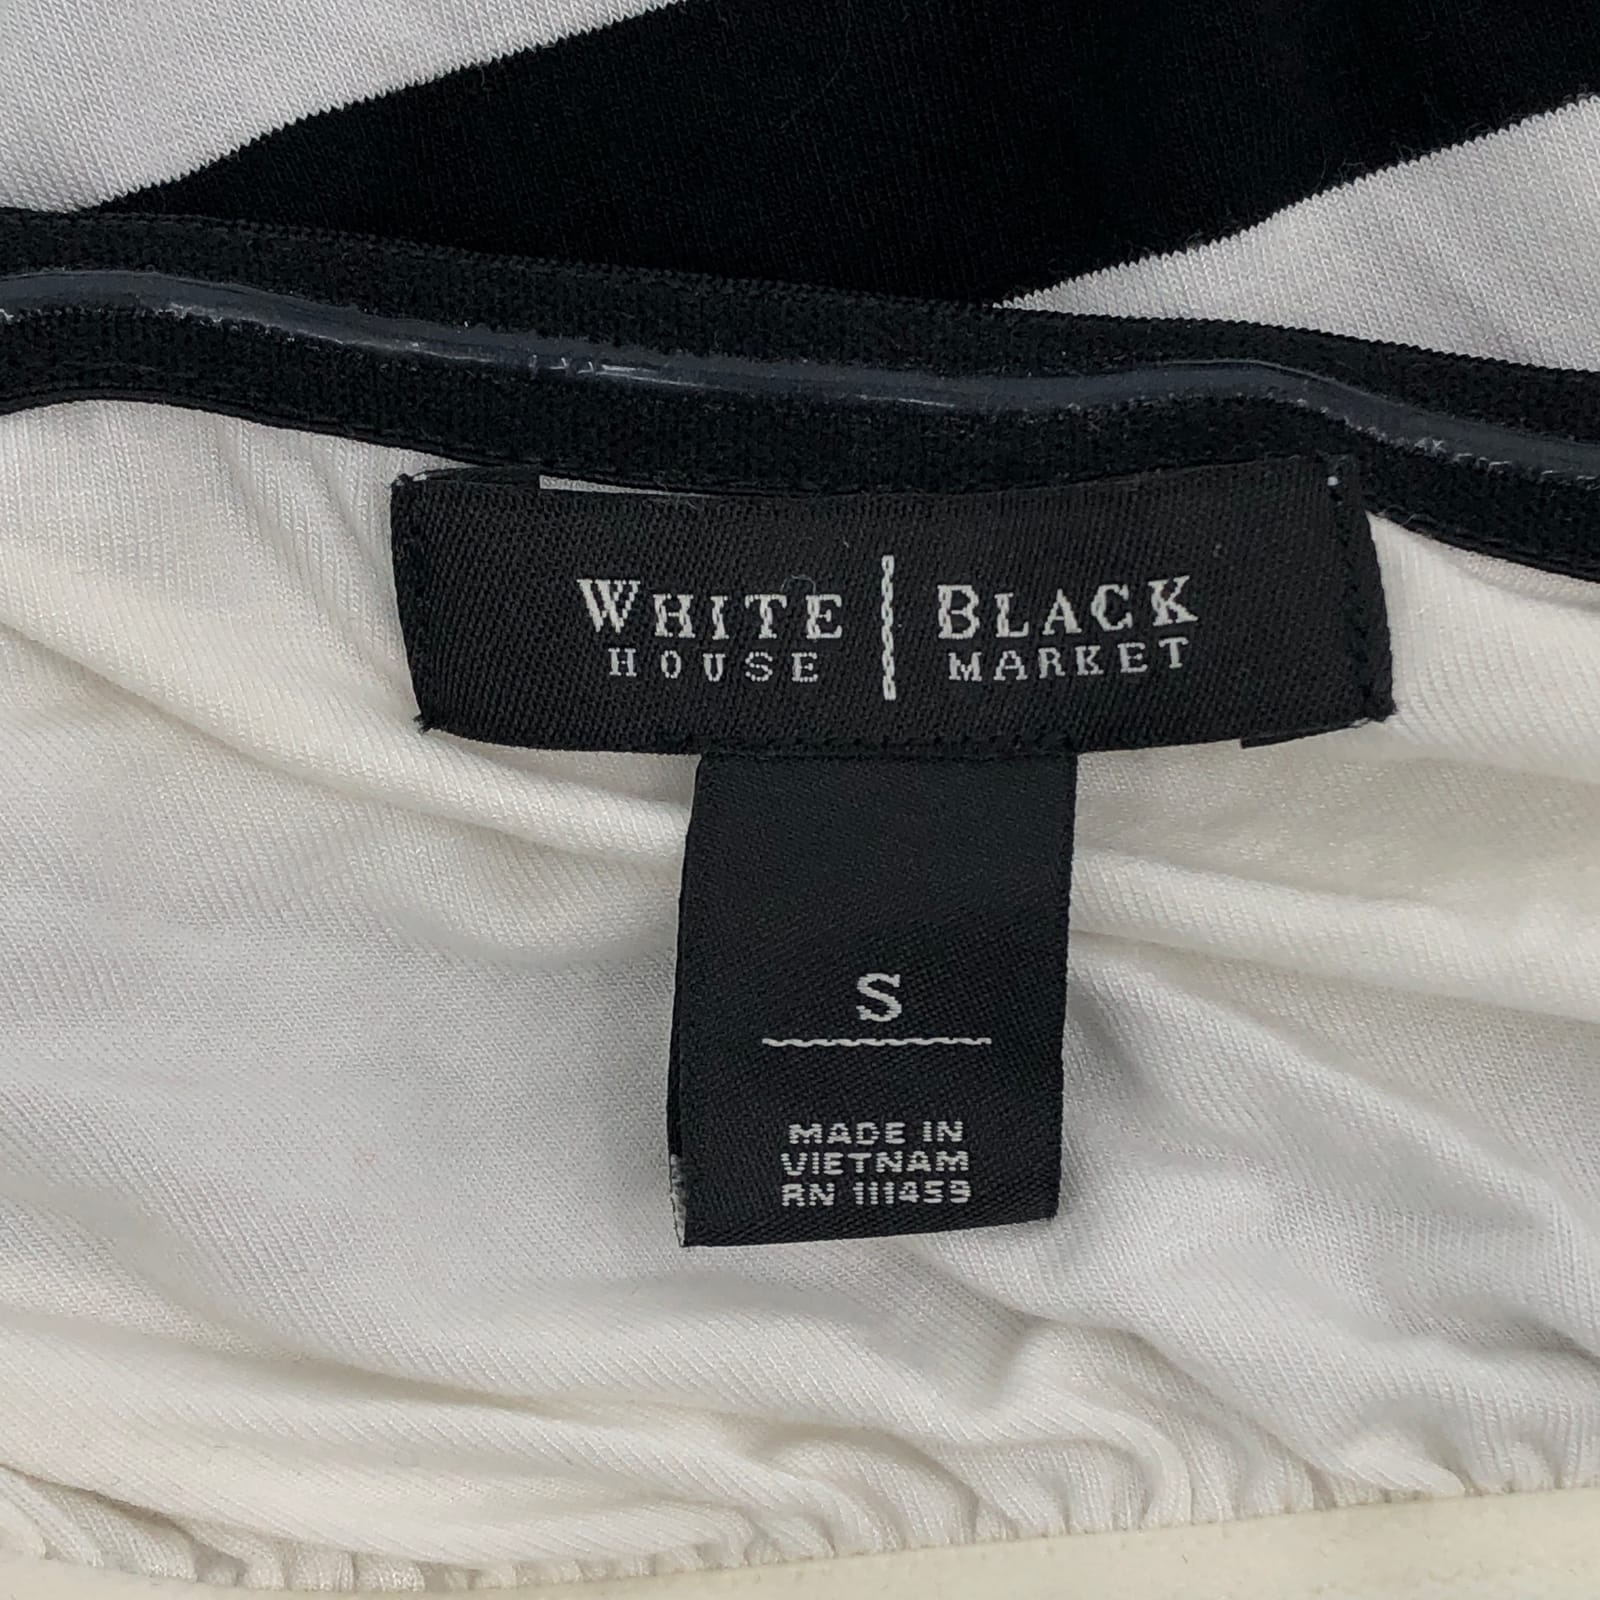 WHITE | BLACK
HOUSE | MARKET
S
MADE IN
VIETNAM
RN 111459